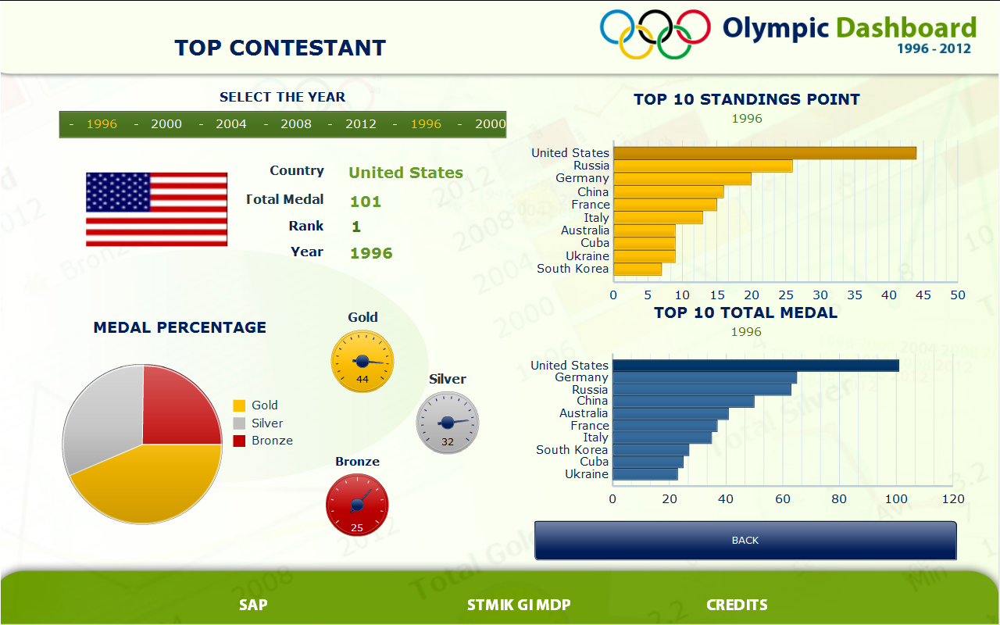 TOP CONTESTANT
Olympic Dashboard
1996 - 2012
SELECT THE YEAR
- 1996 - 2000 - 2004 - 2008 - 2012 - 1996 - 2000
Country United States
Total Medal 101
Rank 1
Year 1996
MEDAL PERCENTAGE
Gold
Silver
Bronze
Gold
44
Silver
32
Bronze
25
TOP 10 STANDINGS POINT
1996
United States
Russia
Germany
China
France
Italy
Australia
Cuba
Ukraine
South Korea
0 5 10 15 20 25 30 35 40 45 50
TOP 10 TOTAL MEDAL
1996
United States
Germany
Russia
China
Australia
France
Italy
South Korea
Cuba
Ukraine
0 20 40 60 80 100 120
BACK
SAP STMIK GI MDP CREDITS